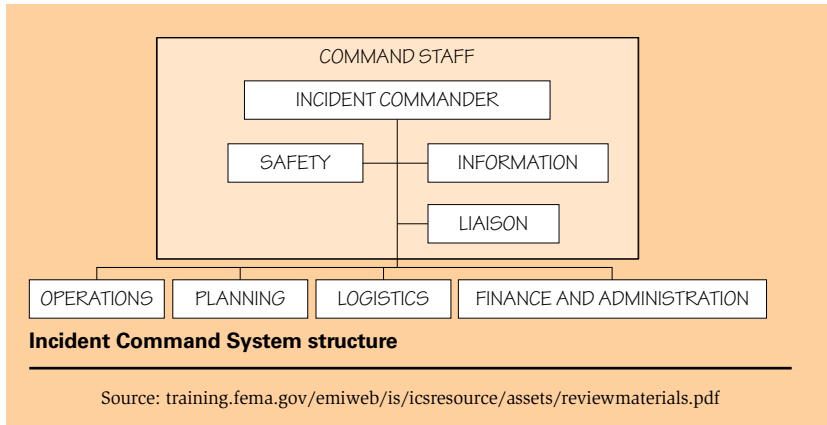 COMMAND STAFF
INCIDENT COMMANDER
SAFETY
INFORMATION
LIAISON
OPERATIONS
PLANNING
LOGISTICS
FINANCE AND ADMINISTRATION
Incident Command System structure
Source: training.fema.gov/emiweb/is/icsresource/assets/reviewmaterials.pdf